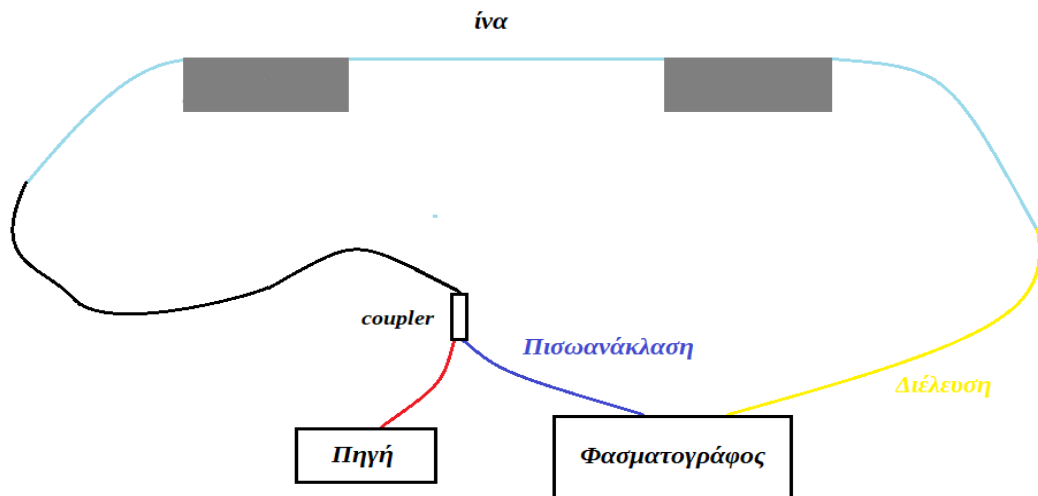 ίνα
coupler
Πισωανάκλαση
Διέλευση
Πηγή
Φασματογράφος